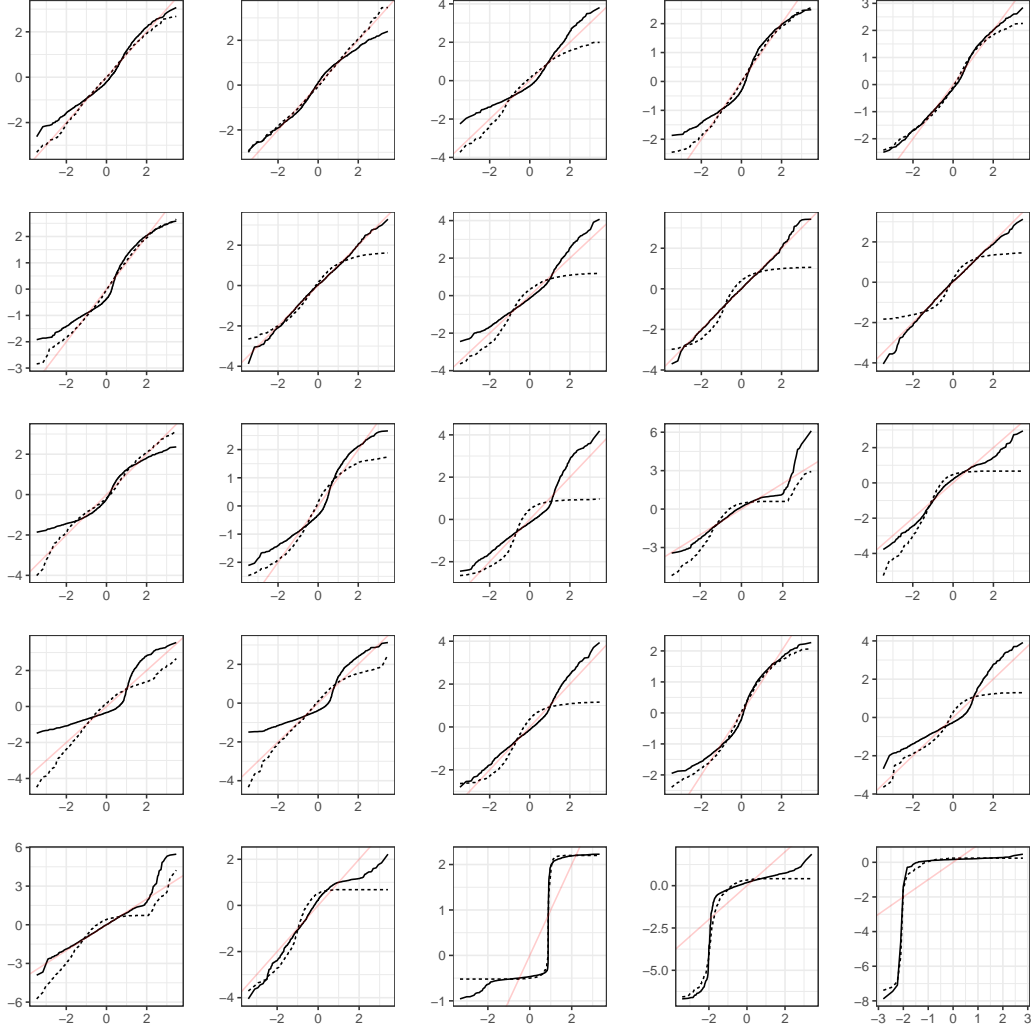 2 2 4 2 3
0 0 2 1 2
−2 −2 0 0 1
−2 −1 0
−4 −2 −1
−2
−2 0 2 −2 0 2 −2 0 2 −2 0 2 −2 0 2
2 2 4 2 2
1 0 2 0 0
0 −2 0 −2 −2
−1 −4 −2 −4 −4
−2 −4
−3
−2 0 2 −2 0 2 −2 0 2 −2 0 2 −2 0 2
2 2 4 6 2
0 1 2 3 0
−2 0 0 0 −2
−4 −1 −2 −3 −4
−2
−2 0 2 −2 0 2 −2 0 2 −2 0 2 −2 0 2
2 2 4 2 4
0 0 2 1 2
−2 −2 0 0 0
−4 −4 −2 −1 −2
−2 −4
−2 0 2 −2 0 2 −2 0 2 −2 0 2 −2 0 2
6 2 2 0.0 0
3 0 1 −2.5 −2
0 −2 0 −5.0 −4
−3 −4 −1 −6
−6 −8
−2 0 2 −2 0 2 −2 0 2 −2 0 2 −3 −2 −1 0 1 2 3